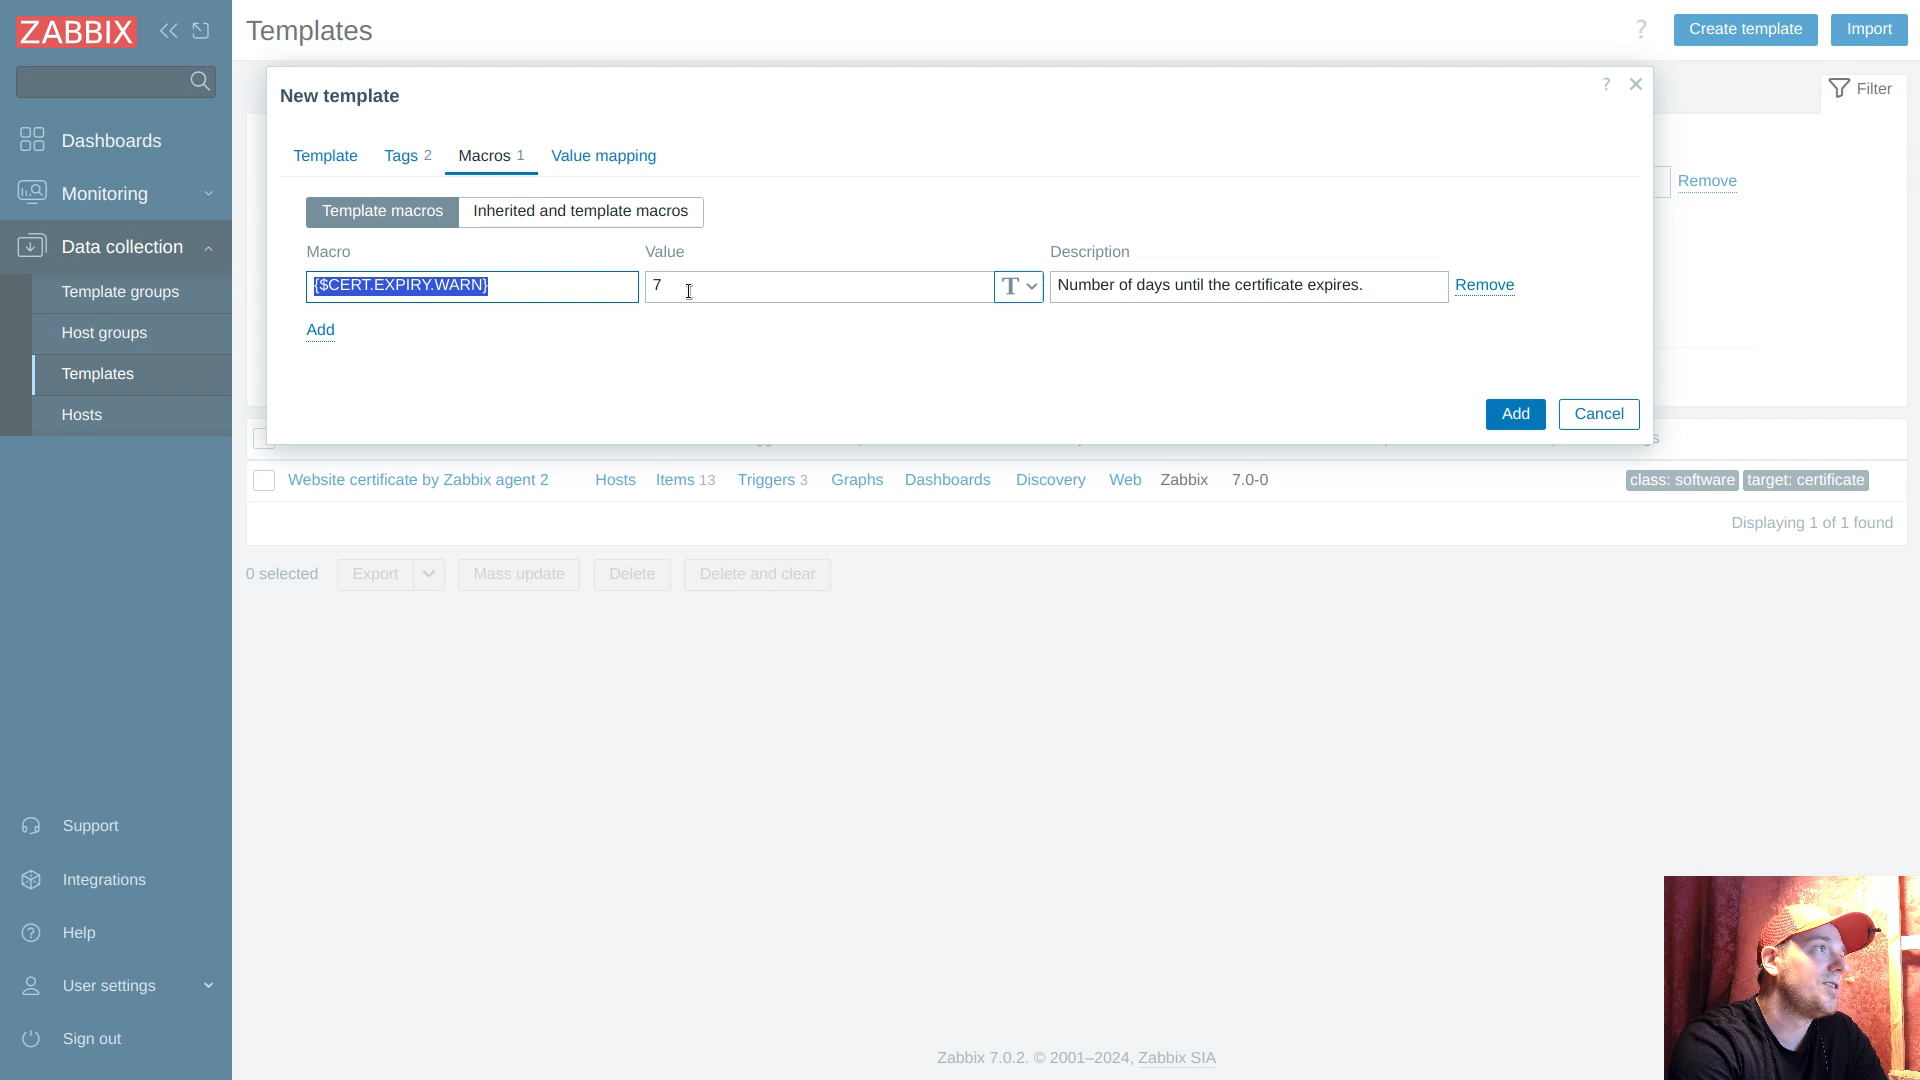 ZABBIX
Dashboards
Monitoring
Data collection
Template groups
Host groups
Templates
Hosts
Support
Integrations
Help
User settings
Sign out
Templates
? Create template Import
Filter
Remove
New template
?
Template Tags 2 Macros 1 Value mapping
Template macros Inherited and template macros
Macro Value Description
{$CERT.EXPIRY.WARN} 7 T Number of days until the certificate expires. Remove
Add
Add Cancel
Website certificate by Zabbix agent 2 Hosts Items 13 Triggers 3 Graphs Dashboards Discovery Web Zabbix 7.0-0 class: software target: certificate
Displaying 1 of 1 found
0 selected Export Mass update Delete Delete and clear
Zabbix 7.0.2. © 2001–2024, Zabbix SIA